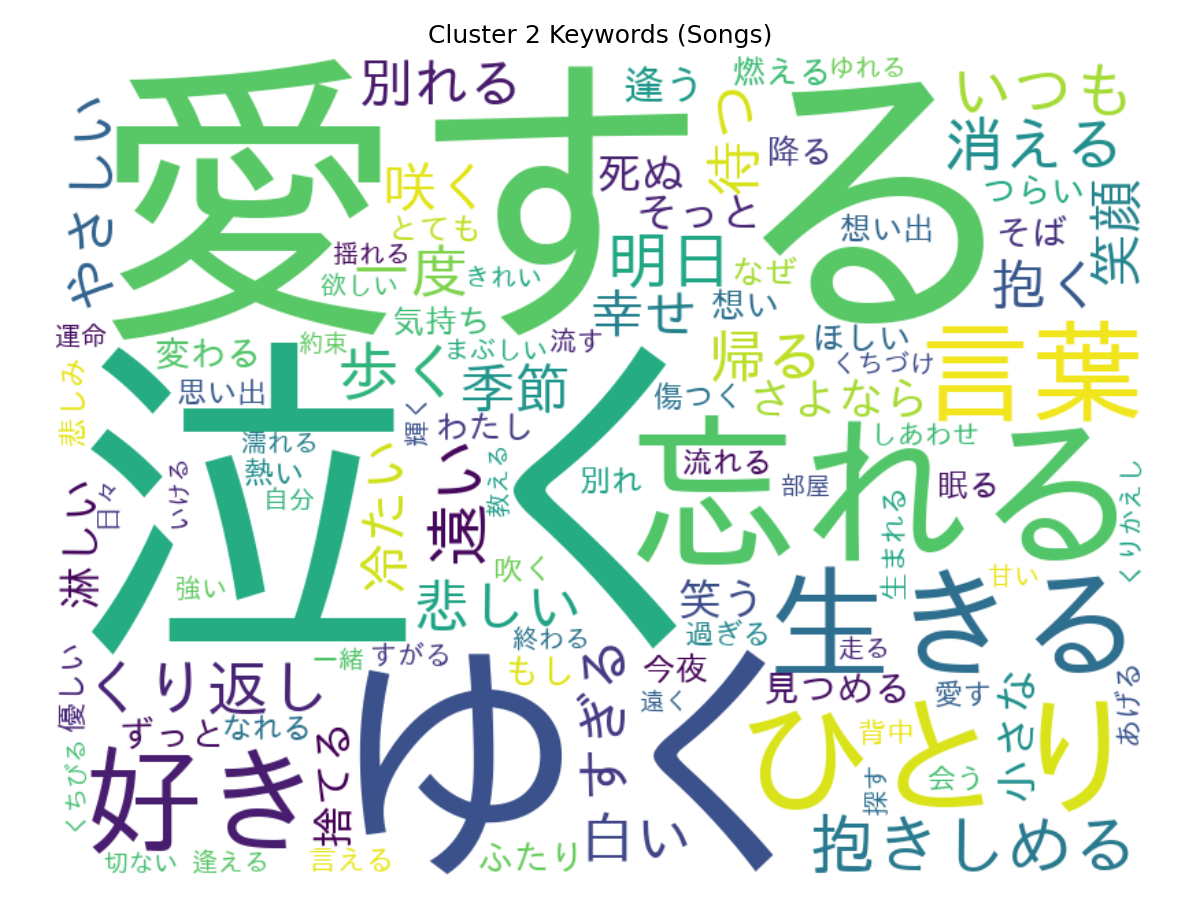 Cluster 2 Keywords (Songs)
愛する
別れる
逢う
燃える
ゆれる
いつも
やさしい
咲く
死ぬ
待つ
降る
消える
とても
そっと
つらい
笑顔
揺れる
一度
きれい
明日
なぜ
想い出
そば
抱く
欲しい
気持ち
幸せ
想い
運命
変わる
約束
歩く
まぶしい
流す
帰る
ほしい
くちづけ
言葉
悲しみ
思い出
泣く
季節
傷つく
さよなら
輝く
わたし
濡れる
熱い
自分
冷たい
遠い
教える
別れ
忘れる
流れる
しあわせ
部屋
眠る
くりかえし
淋しい
日々
いける
強い
吹く
悲しい
笑う
生まれる
甘い
生きる
終わる
過ぎる
走る
優しい
くり返し
一緒
すがる
もし
すぎる
今夜
遠く
見つめる
愛す
小さな
あげる
ずっと
なれる
ゆく
ひとり
背中
くちびる
好き
捨てる
白い
探す
会う
抱きしめる
切ない
逢える
言える
ふたり